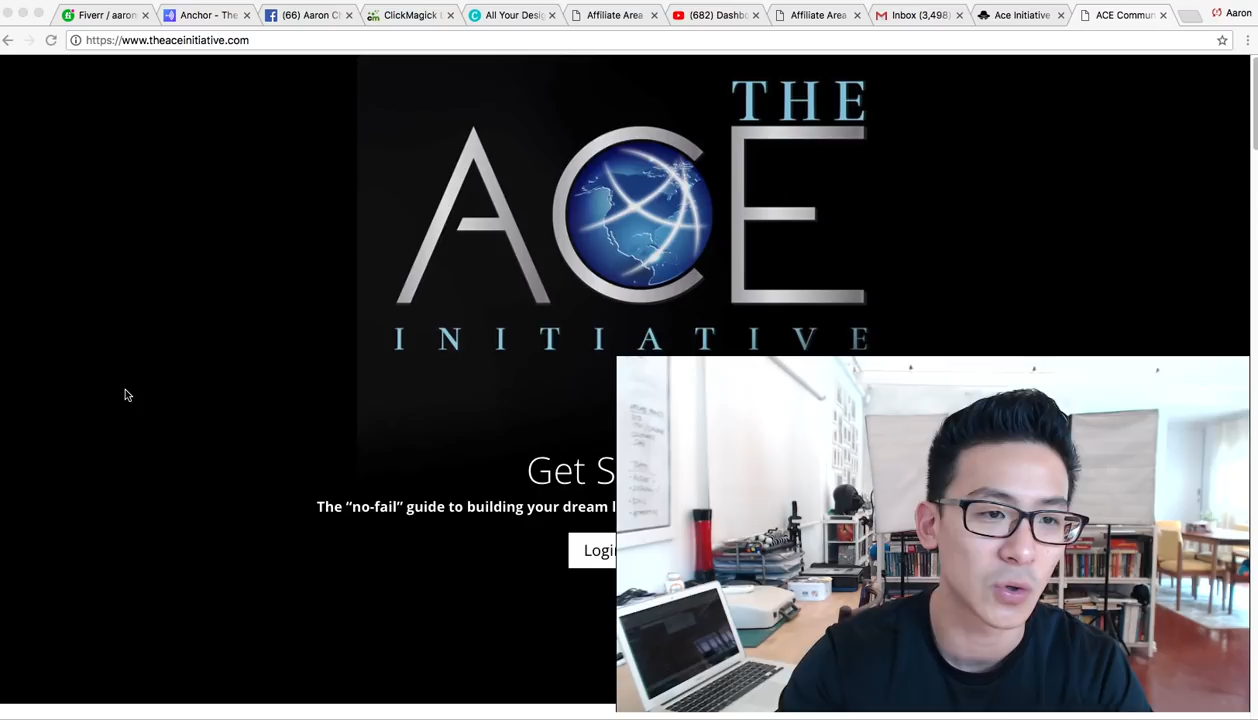 Fiverr / aaron
Anchor - The
(66) Aaron C
ClickMagick
All Your Desi
Affiliate Area
(682) Dashb
Affiliate Area
Inbox (3,498)
Ace Initiative
ACE Commun
Aaron
https://www.theaceinitiative.com
THE
ACE
INITIATIVE
Get S
The “no-fail” guide to building your dream l
Logi